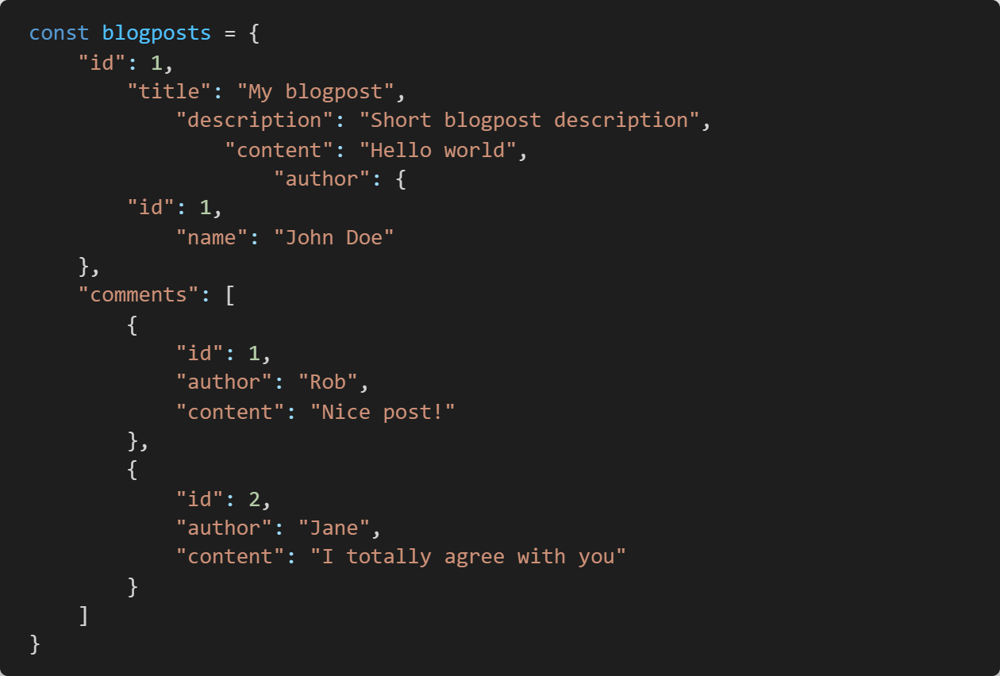 const blogposts = {
    "id": 1,
        "title": "My blogpost",
            "description": "Short blogpost description",
                "content": "Hello world",
                    "author": {
        "id": 1,
            "name": "John Doe"
    },
    "comments": [
        {
            "id": 1,
            "author": "Rob",
            "content": "Nice post!"
        },
        {
            "id": 2,
            "author": "Jane",
            "content": "I totally agree with you"
        }
    ]
}